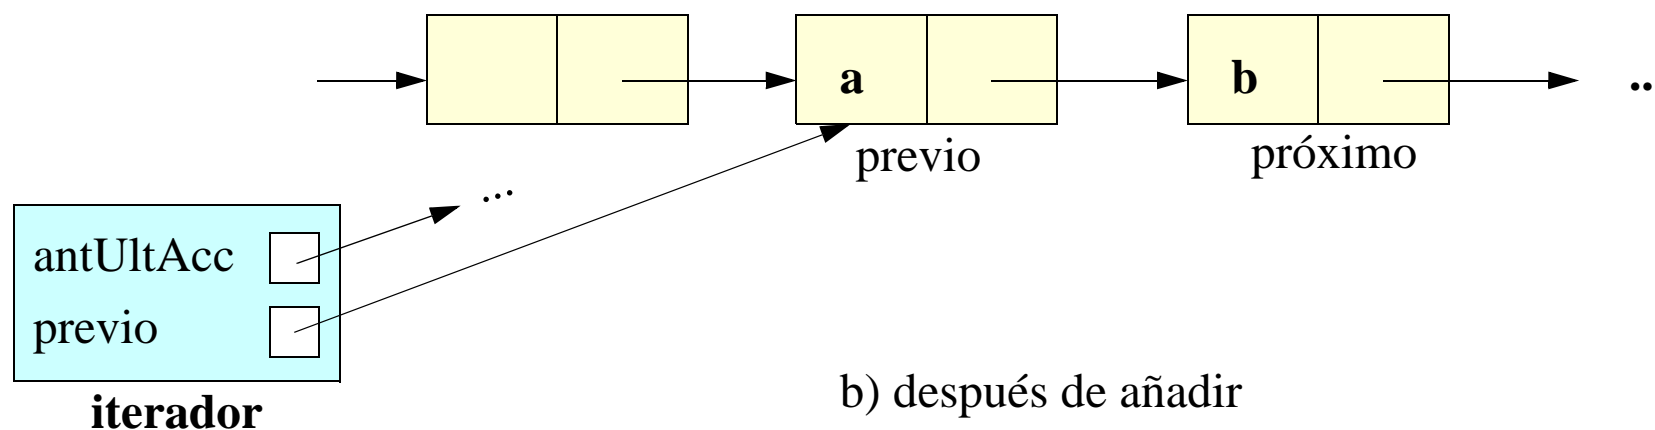 a
b
..
previo
próximo
...
antUltAcc
previo
iterador
b) después de añadir